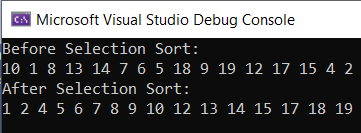 Microsoft Visual Studio Debug Console
Before Selection Sort:
10 1 8 13 14 7 6 5 18 9 19 12 17 15 4 2
After Selection Sort:
1 2 4 5 6 7 8 9 10 12 13 14 15 17 18 19